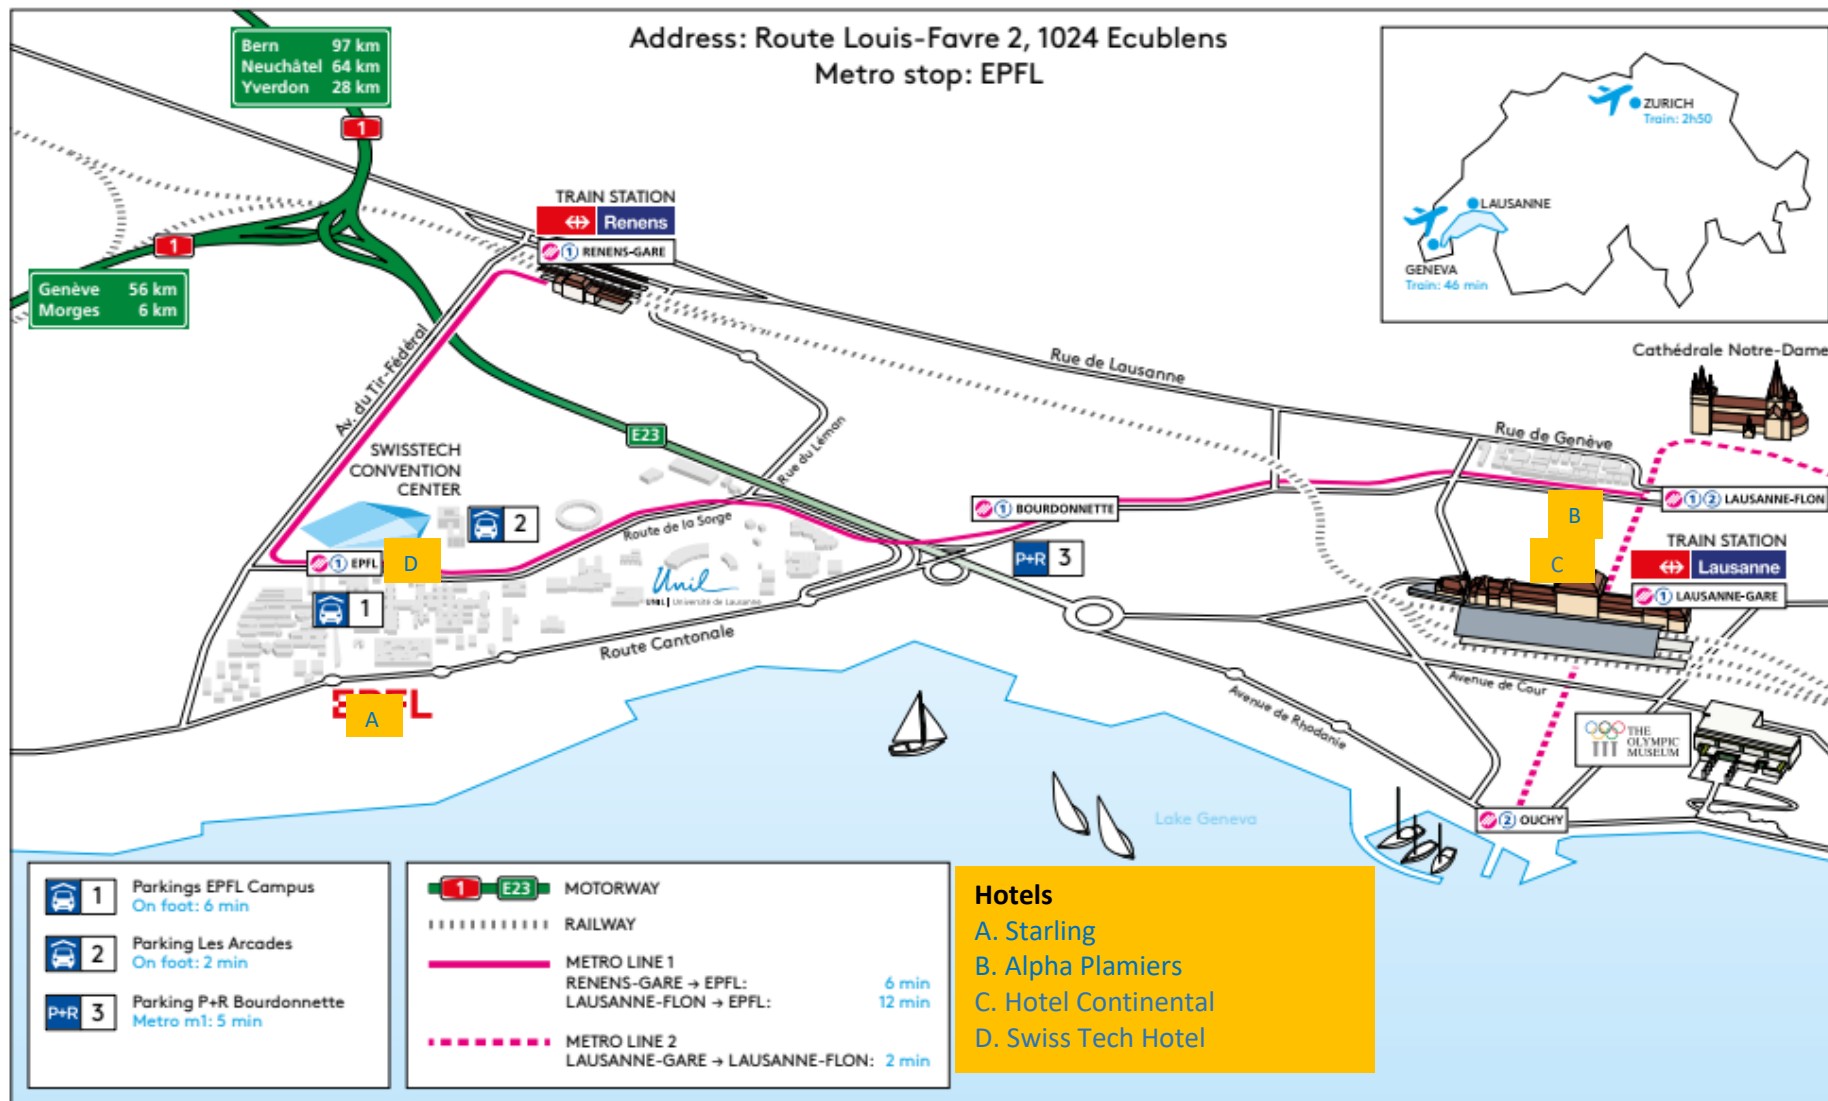 Address: Route Louis-Favre 2, 1024 Ecublens
Metro stop: EPFL
Bern 97 km
Neuchâtel 64 km
Yverdon 28 km
1
1
Genève 56 km
Morges 6 km
TRAIN STATION
Renens
1 RENENS-GARE
ZURICH
Train: 2h50
LAUSANNE
GENEVA
Train: 46 min
Av. du Tir-Fédéral
Rue de Lausanne
Cathédrale Notre-Dame
E23
Rue du Léman
Rue de Genève
SWISSTECH
CONVENTION
CENTER
2
Route de la Sorge
1 BOURDONNETTE
1 2 LAUSANNE-FLON
B
TRAIN STATION
Lausanne
1 LAUSANNE-GARE
C
1 EPFL
D
P+R 3
Unil
UNIL | Université de Lausanne
1
Route Cantonale
EPFL
A
Avenue de Cour
Avenue de Rhodanie
THE
OLYMPIC
MUSEUM
2 OUCHY
Lake Geneva
1 Parkings EPFL Campus
On foot: 6 min
2 Parking Les Arcades
On foot: 2 min
P+R 3 Parking P+R Bourdonnette
Metro m1: 5 min
1 E23 MOTORWAY
RAILWAY
METRO LINE 1
RENENS-GARE → EPFL: 6 min
LAUSANNE-FLON → EPFL: 12 min
METRO LINE 2
LAUSANNE-GARE → LAUSANNE-FLON: 2 min
Hotels
A. Starling
B. Alpha Plamiers
C. Hotel Continental
D. Swiss Tech Hotel